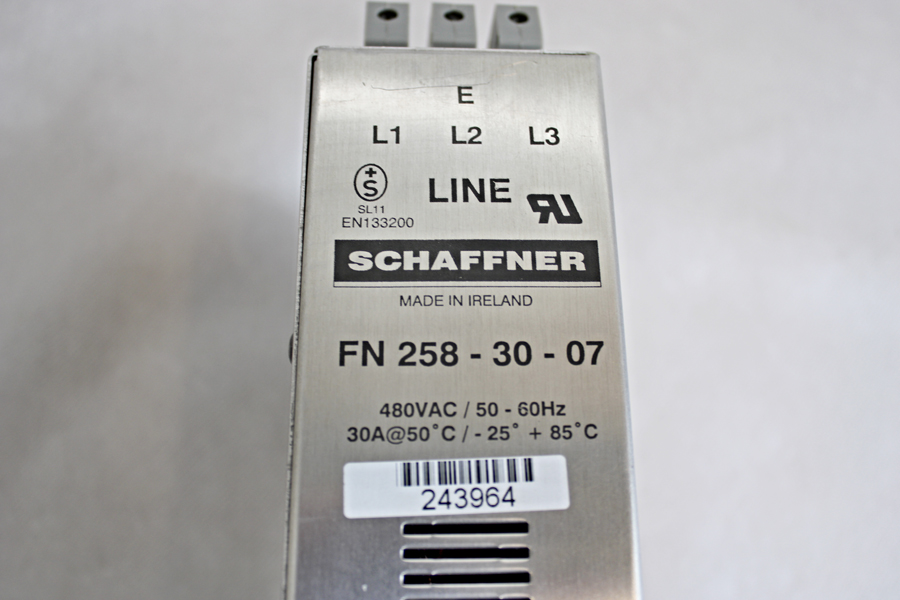 E
L1 L2 L3
+
S
LINE
SL11
EN133200
SCHAFFNER
MADE IN IRELAND
FN 258 - 30 - 07
480VAC / 50 - 60Hz
30A@50°C / - 25° + 85°C
243964